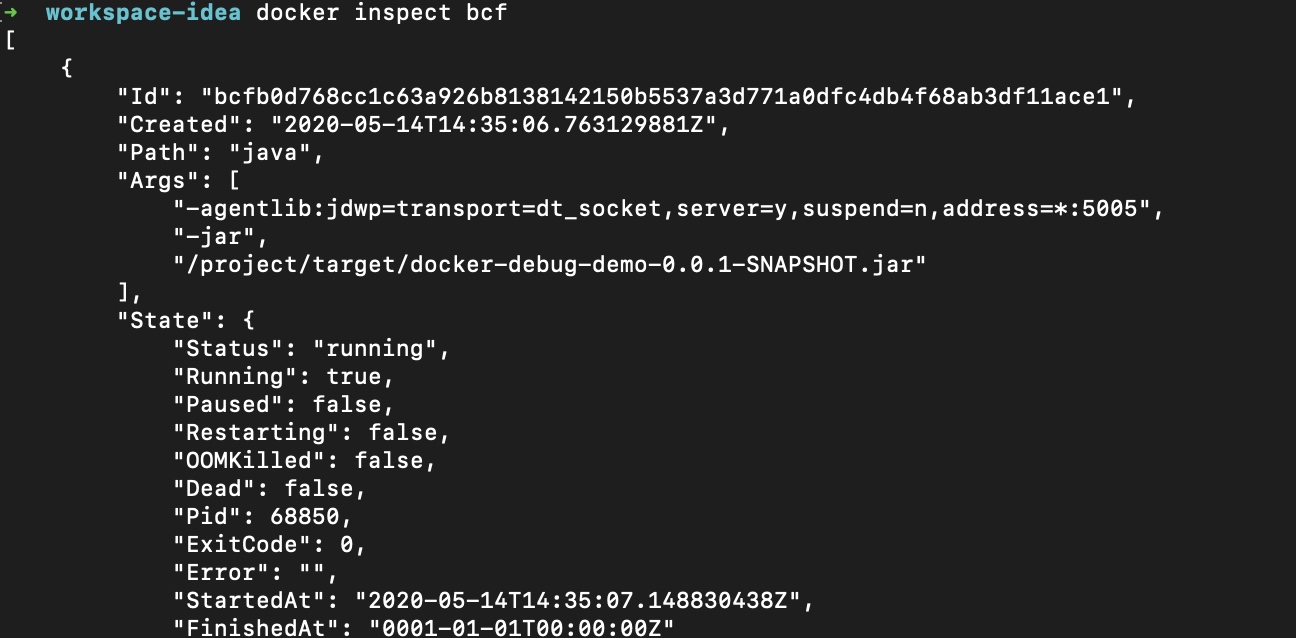 → workspace-idea docker inspect bcf
[
    {
        "Id": "bcfb0d768cc1c63a926b8138142150b5537a3d771a0dfc4db4f68ab3df11ace1",
        "Created": "2020-05-14T14:35:06.763129881Z",
        "Path": "java",
        "Args": [
            "-agentlib:jdwp=transport=dt_socket,server=y,suspend=n,address=*:5005",
            "-jar",
            "/project/target/docker-debug-demo-0.0.1-SNAPSHOT.jar"
        ],
        "State": {
            "Status": "running",
            "Running": true,
            "Paused": false,
            "Restarting": false,
            "OOMKilled": false,
            "Dead": false,
            "Pid": 68850,
            "ExitCode": 0,
            "Error": "",
            "StartedAt": "2020-05-14T14:35:07.148830438Z",
            "FinishedAt": "0001-01-01T00:00:00Z"